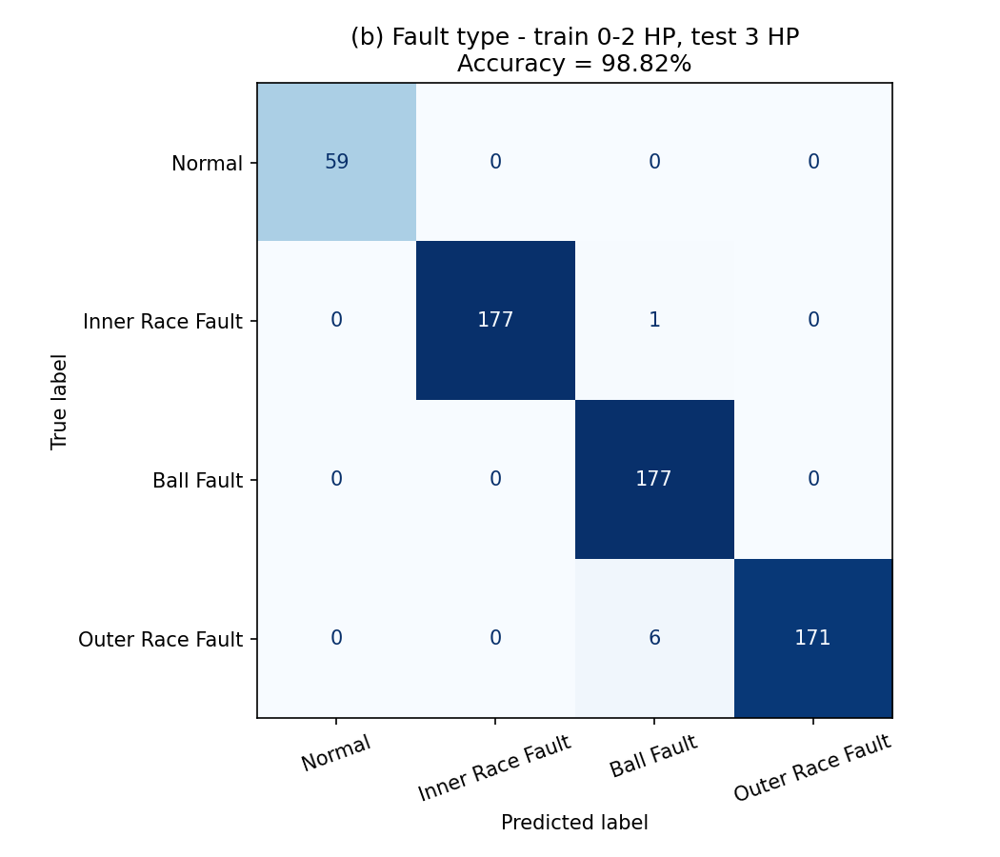 (b) Fault type - train 0-2 HP, test 3 HP
Accuracy = 98.82%
True label
Normal 59 0 0 0
Inner Race Fault 0 177 1 0
Ball Fault 0 0 177 0
Outer Race Fault 0 0 6 171
Normal Inner Race Fault Ball Fault Outer Race Fault
Predicted label